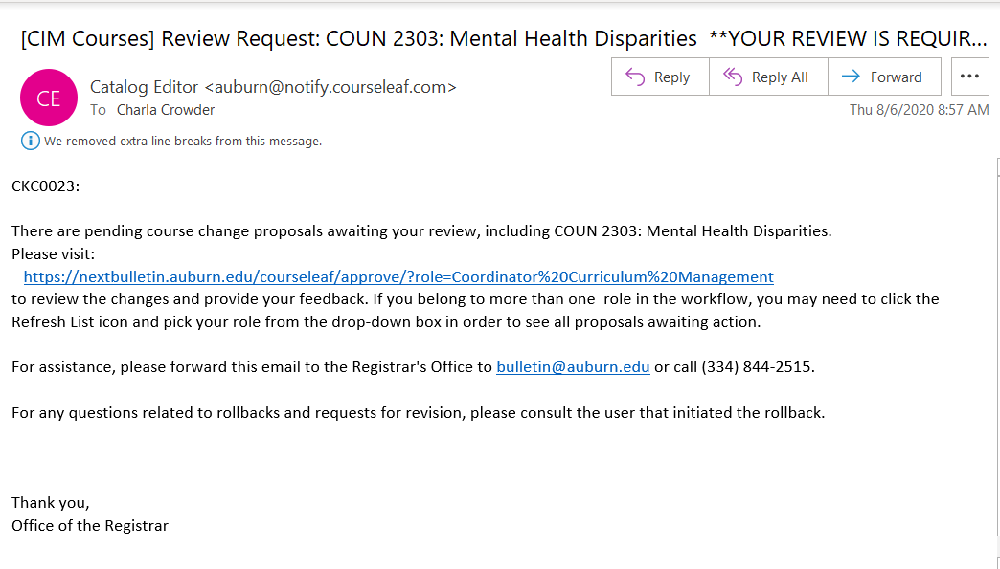 [CIM Courses] Review Request: COUN 2303: Mental Health Disparities  **YOUR REVIEW IS REQUIR...
CE
Catalog Editor <auburn@notify.courseleaf.com>
Reply
Reply All
Forward
...
To Charla Crowder
Thu 8/6/2020 8:57 AM
We removed extra line breaks from this message.
CKC0023:
There are pending course change proposals awaiting your review, including COUN 2303: Mental Health Disparities.
Please visit:
https://nextbulletin.auburn.edu/courseleaf/approve/?role=Coordinator%20Curriculum%20Management
to review the changes and provide your feedback. If you belong to more than one  role in the workflow, you may need to click the
Refresh List icon and pick your role from the drop-down box in order to see all proposals awaiting action.
For assistance, please forward this email to the Registrar's Office to bulletin@auburn.edu or call (334) 844-2515.
For any questions related to rollbacks and requests for revision, please consult the user that initiated the rollback.
Thank you,
Office of the Registrar